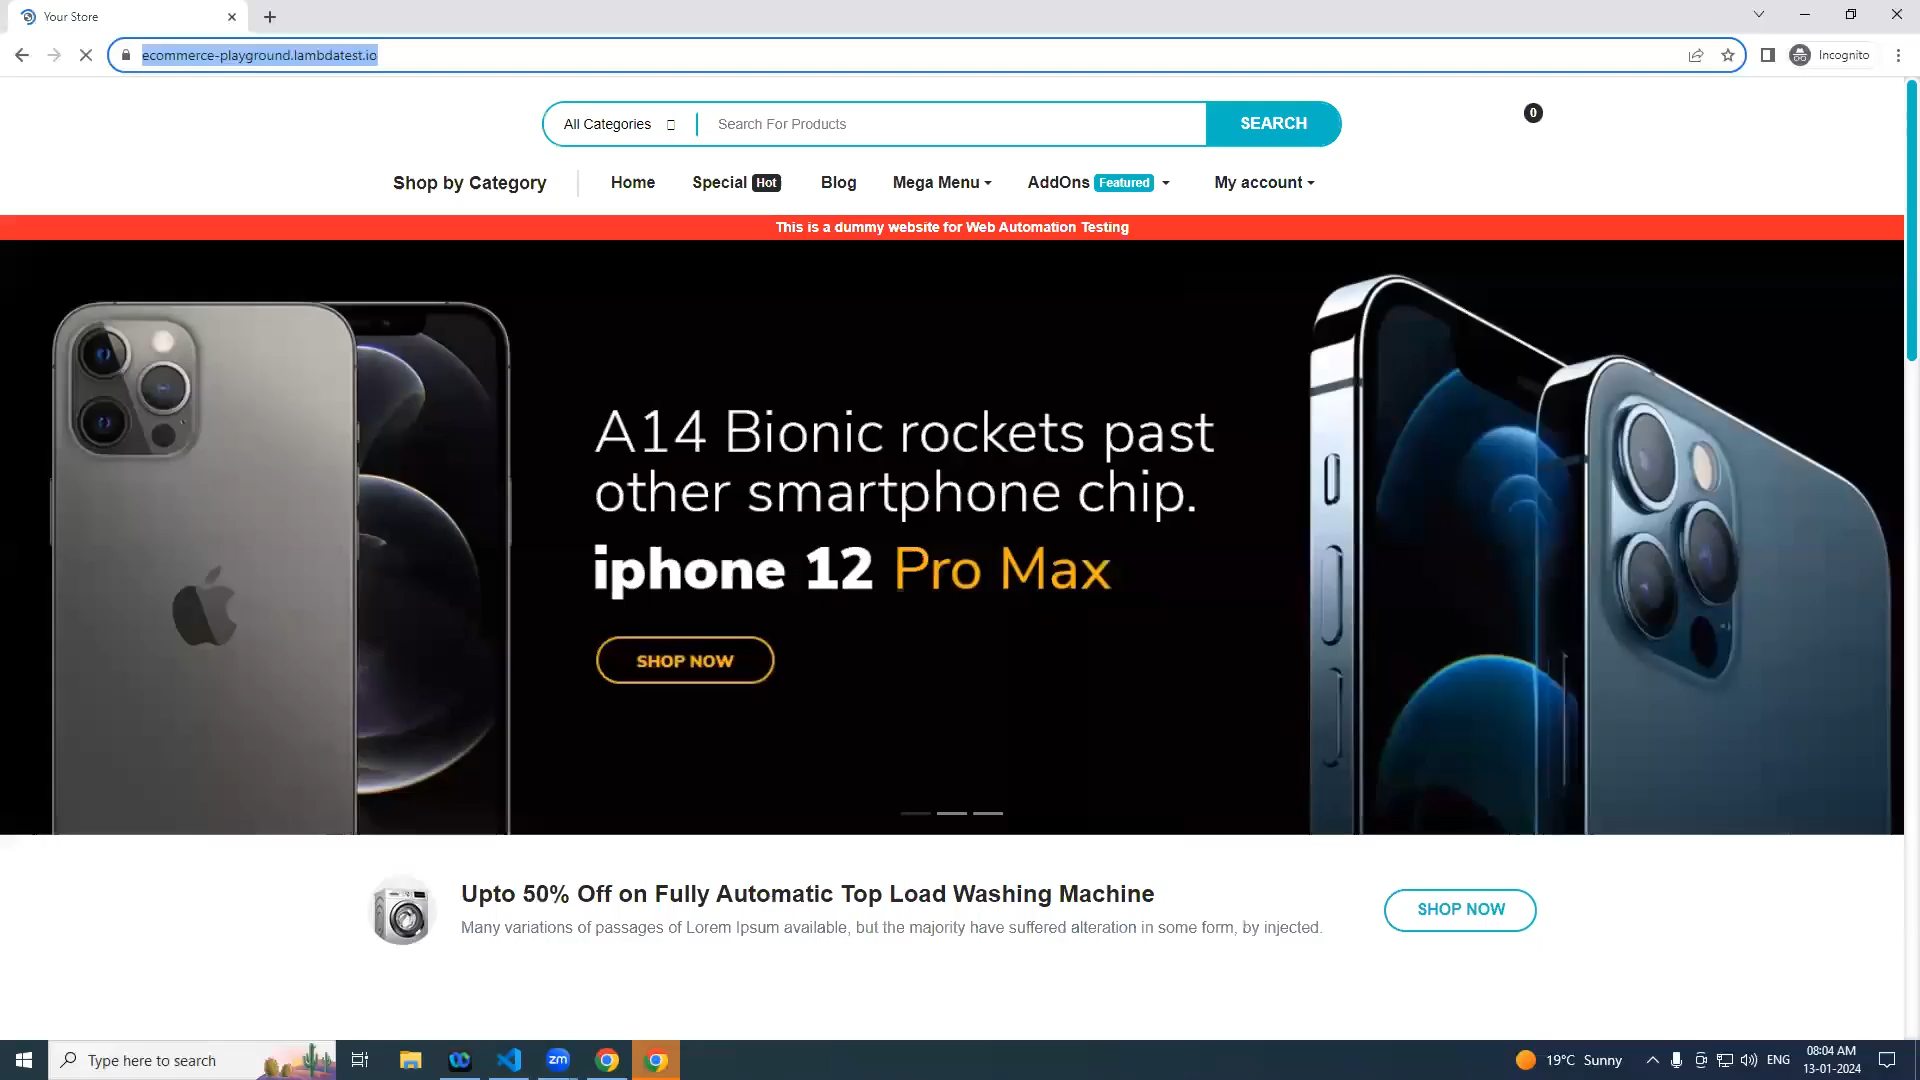 Your Store
ecommerce-playground.lambdatest.io
Incognito
All Categories
Search For Products
SEARCH
0
Shop by Category
Home
Special Hot
Blog
Mega Menu
AddOns Featured
My account
This is a dummy website for Web Automation Testing
A14 Bionic rockets past
other smartphone chip.
iphone 12 Pro Max
SHOP NOW
Upto 50% Off on Fully Automatic Top Load Washing Machine
Many variations of passages of Lorem Ipsum available, but the majority have suffered alteration in some form, by injected.
SHOP NOW
Type here to search
zm
19°C Sunny
ENG
08:04 AM
13-01-2024